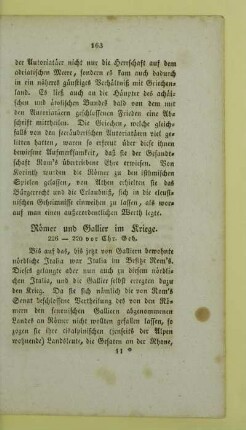 163
der Autoriatäer nicht nur die Herrschaft auf dem
adriatischen Meere, sondern es kam auch dadurch
in ein näheres günstiges Verhältniß mit Griechen-
land. Es ließ auch an die Häupter des achäi-
schen und ätolischen Bundes bald von dem mit
den Autoriatäern geschlossenen Frieden eine Ab-
schrift mittheilen. Die Griechen, welche gleich-
falls von den seeräuberischen Autoriatäern viel ge-
litten hatten, waren so erfreut über diese ihnen
bewiesene Aufmerksamkeit, daß sie der Gesandt-
schaft Rom's übertriebene Ehre erwiesen. Von
Korinth wurden die Römer zu den isthmischen
Spielen gelassen, von Athen erhielten sie das
Bürgerrecht und die Erlaubniß, sich in die eleusi-
nischen Geheimnisse einweihen zu lassen, als wor-
auf man einen außerordentlichen Werth legte.
Römer und Gallier im Kriege.
226 — 220 vor Chr. Geb.
Bis auf das, bis jetzt von Galliern bewohnte
nördliche Italia war Italia im Besitze Rom's.
Dieses gelangte aber nun auch zu diesem nördli-
chen Italia, und die Gallier selbst erregten dazu
den Krieg. Da sie sich nämlich die von Rom's
Senat beschlossene Vertheilung des von den Rö-
mern den senonischen Galliern abgenommenen
Landes an Römer nicht wollten gefallen lassen, so
zogen sie ihre cisalpinischen (jenseits der Alpen
wohnende) Landsleute, die Gesaten an der Rhone,
11 *